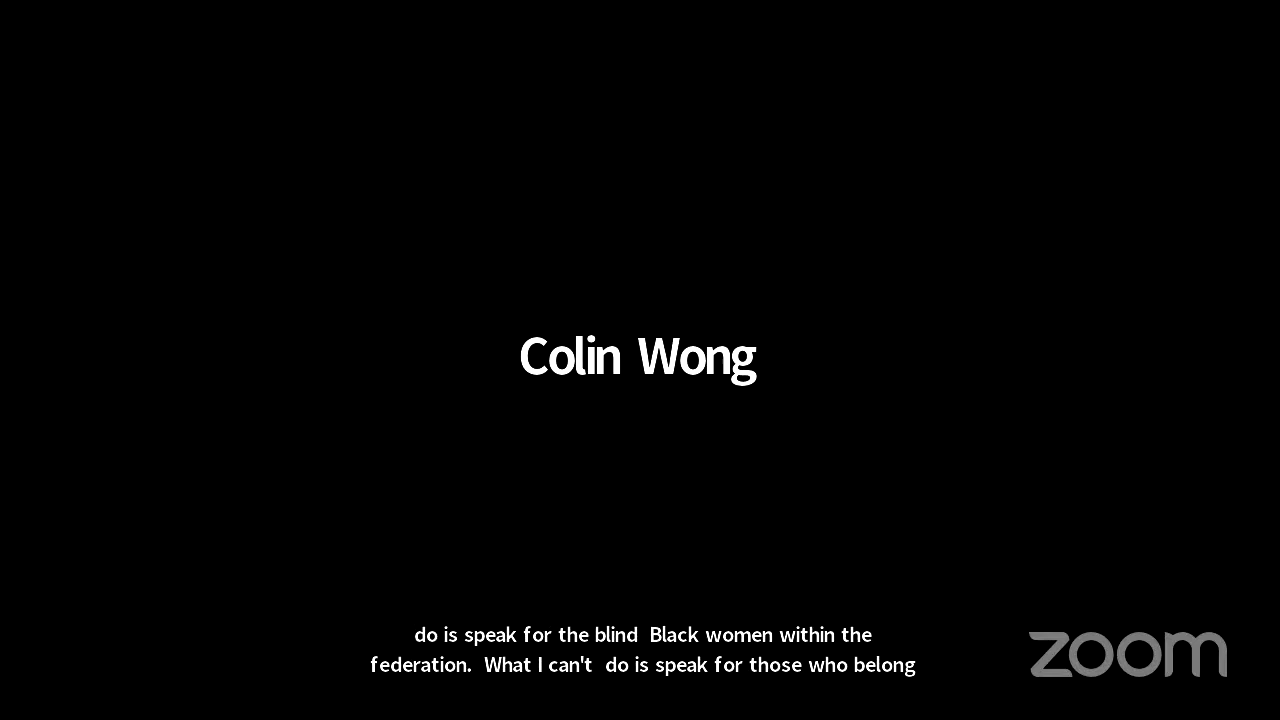 Colin Wong
do is speak for the blind  Black women within the
federation.  What I can't  do is speak for those who belong
zoom